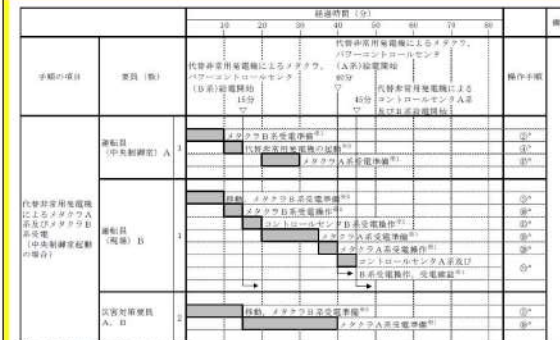 経過時間（分）
10 20 30 40 50 60 70 80
手順の項目
要員（数）
操作手順
代替非常用発電機によるメタクラ，
パワーコントロールセンタ
（B系）給電開始
15分
▽
代替非常用発電機によるメタクラ，
パワーコントロールセンタ
（A系）給電開始
40分
▽
代替非常用発電機による
コントロールセンタA系
及びB系給電開始
45分
▽
代替非常用発電機
によるメタクラA
系及びメタクラB
系受電
（中央制御室起動
の場合）
運転員
（中央制御室）A
1
メタクラB系受電準備
代替非常用発電機の起動
メタクラA系受電準備
運転員
（現場）B
1
移動，メタクラB系受電準備
メタクラB系受電操作
コントロールセンタB系受電操作
メタクラA系受電準備
メタクラA系受電操作
コントロールセンタA系及び
B系受電操作，受電確認
災害対策要員
A，B
2
移動，メタクラB系受電準備
メタクラA系受電準備